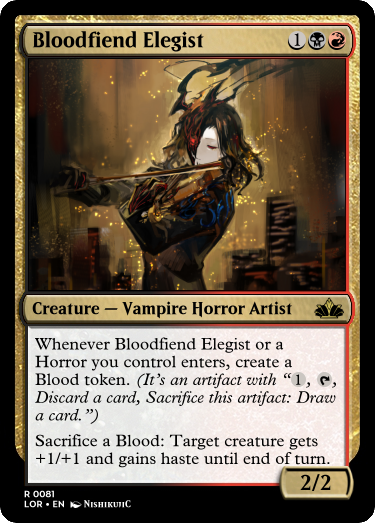 Bloodfiend Elegist 1
Creature — Vampire Horror Artist
Whenever Bloodfiend Elegist or a
Horror you control enters, create a
Blood token. (It's an artifact with “1, ,
Discard a card, Sacrifice this artifact: Draw
a card.”)
Sacrifice a Blood: Target creature gets
+1/+1 and gains haste until end of turn.
2/2
R 0081
LOR • EN NishikujiC